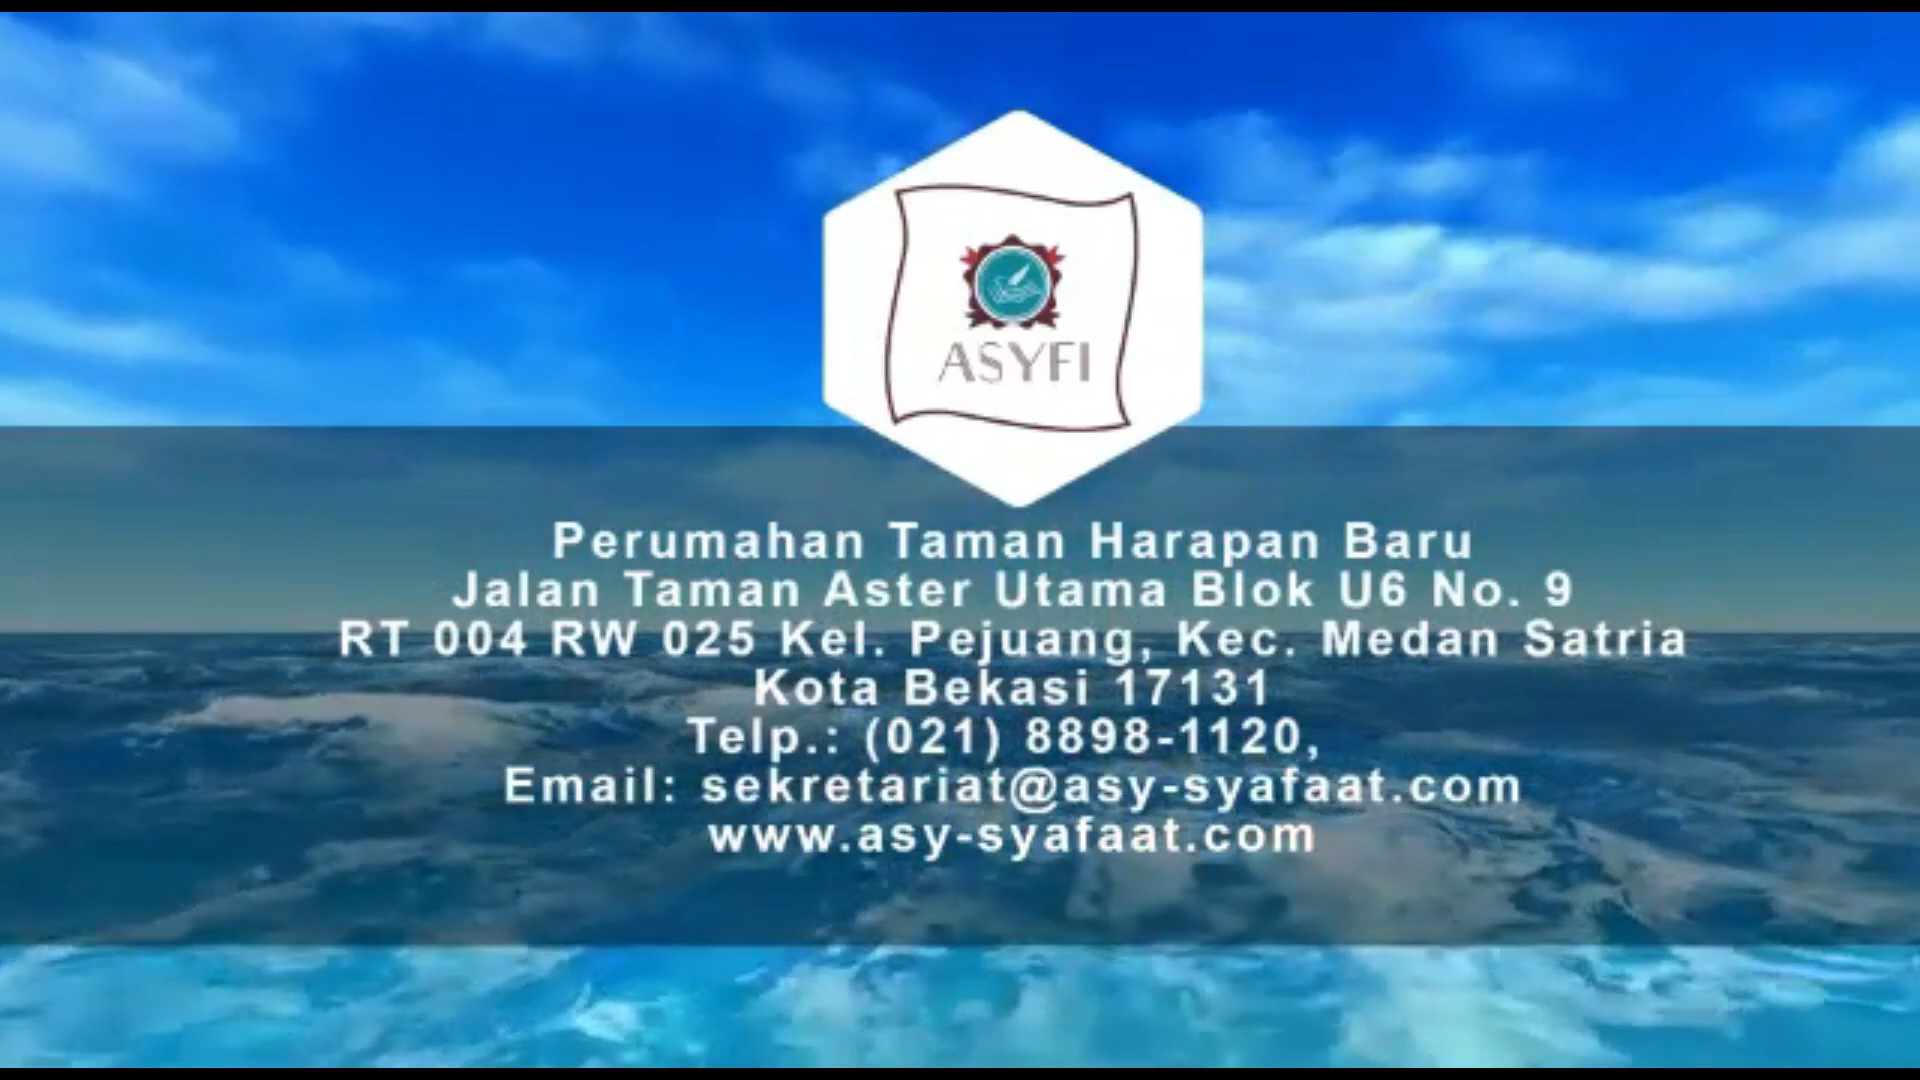 ASYFI
Perumahan Taman Harapan Baru
Jalan Taman Aster Utama Blok U6 No. 9
RT 004 RW 025 Kel. Pejuang, Kec. Medan Satria
Kota Bekasi 17131
Telp.: (021) 8898-1120,
Email: sekretariat@asy-syafaat.com
www.asy-syafaat.com